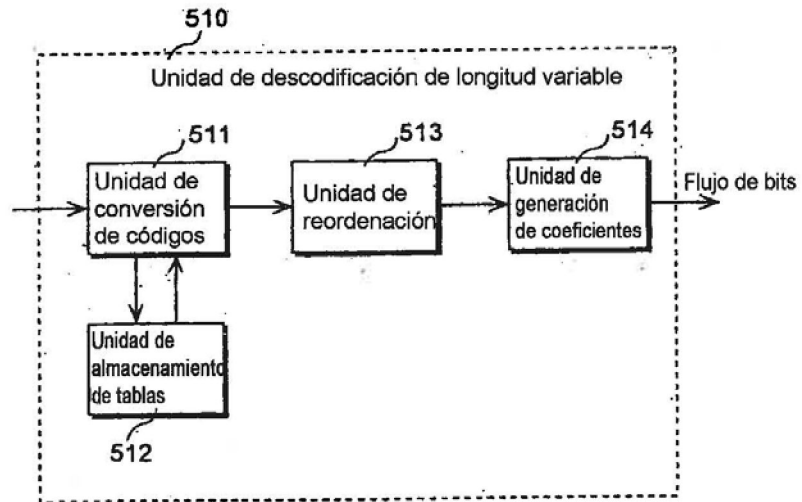 510
Unidad de descodificación de longitud variable
511
Unidad de
conversión
de códigos
513
Unidad de
reordenación
514
Unidad de
generación
de coeficientes
Flujo de bits
Unidad de
almacenamiento
de tablas
512